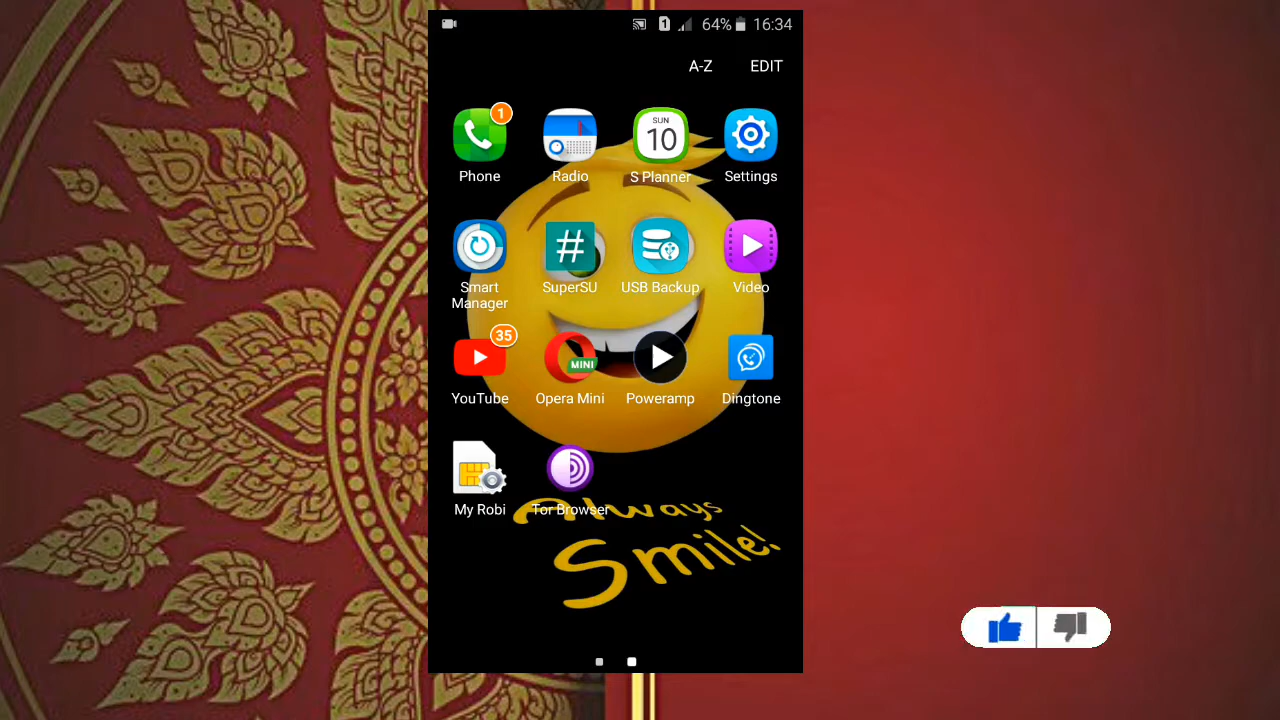 1 64% 16:34
A-Z EDIT
1
SUN
10
Phone Radio S Planner Settings
#
Smart
Manager
SuperSU USB Backup Video
35
MINI
YouTube Opera Mini Poweramp Dingtone
My Robi Tor Browser
Always
Smile!